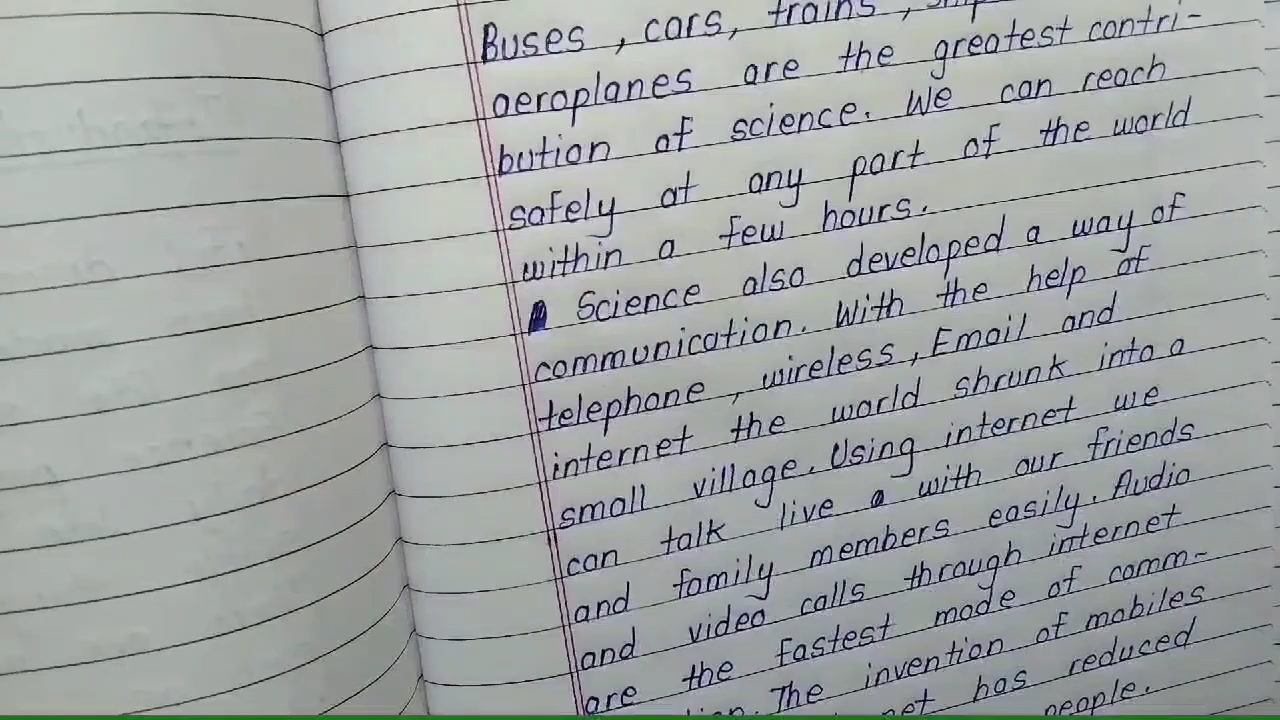 Buses, cars, trains,
aeroplanes are the greatest contri-
bution of science. We can reach
safely at any part of the world
within a few hours.
Science also developed a way of
communication. With the help of
telephone, wireless, Email and
internet the world shrunk into a
small village. Using internet we
can talk live with our friends
and family members easily. Audio
and video calls through internet
are the fastest mode of comm-
The invention of mobiles
has reduced
people.